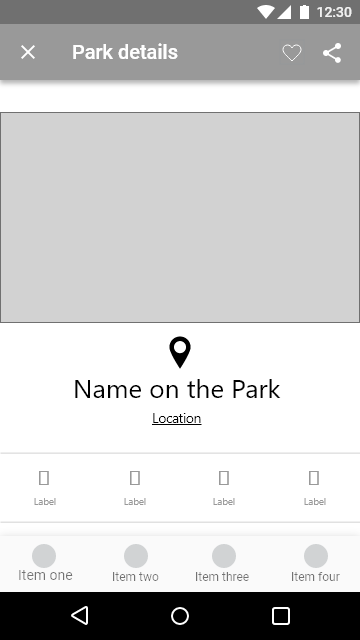 12:30
Park details
Name on the Park
Location
Label Label Label Label
Item one Item two Item three Item four